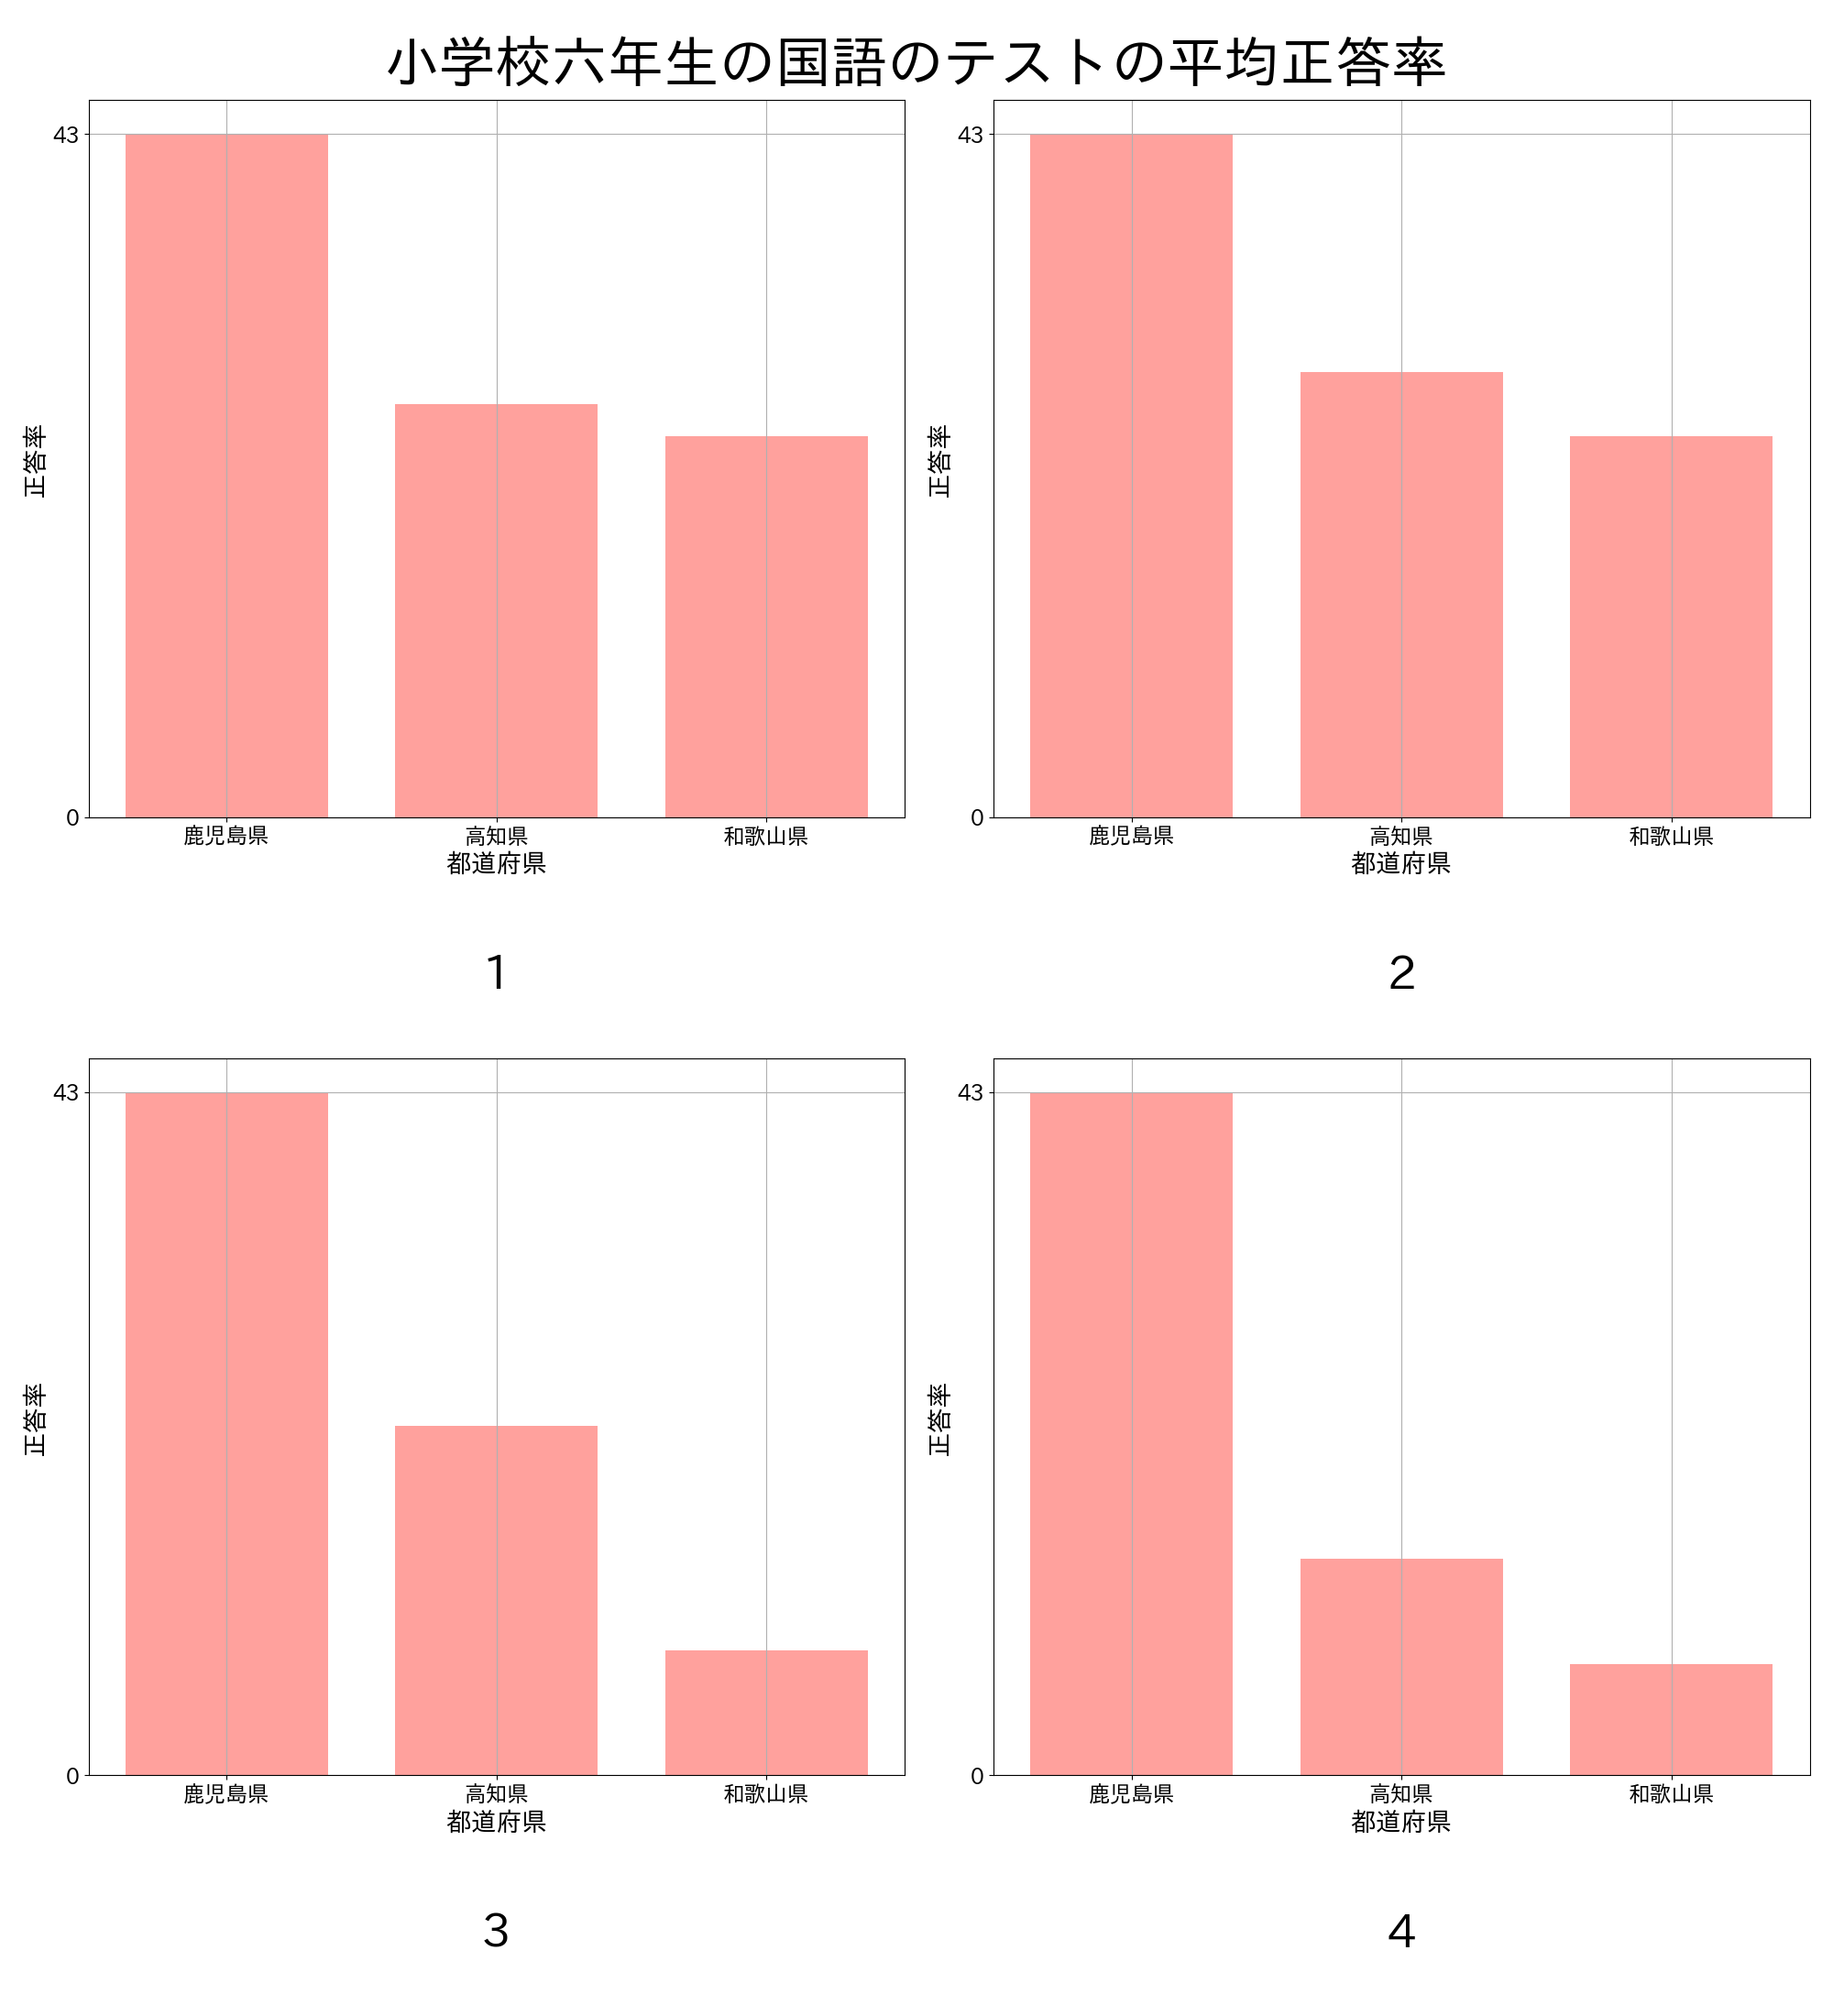 小学校六年生の国語のテストの平均正答率
43
0
正答率
鹿児島県 高知県 和歌山県
都道府県
1
43
0
正答率
鹿児島県 高知県 和歌山県
都道府県
2
43
0
正答率
鹿児島県 高知県 和歌山県
都道府県
3
43
0
正答率
鹿児島県 高知県 和歌山県
都道府県
4